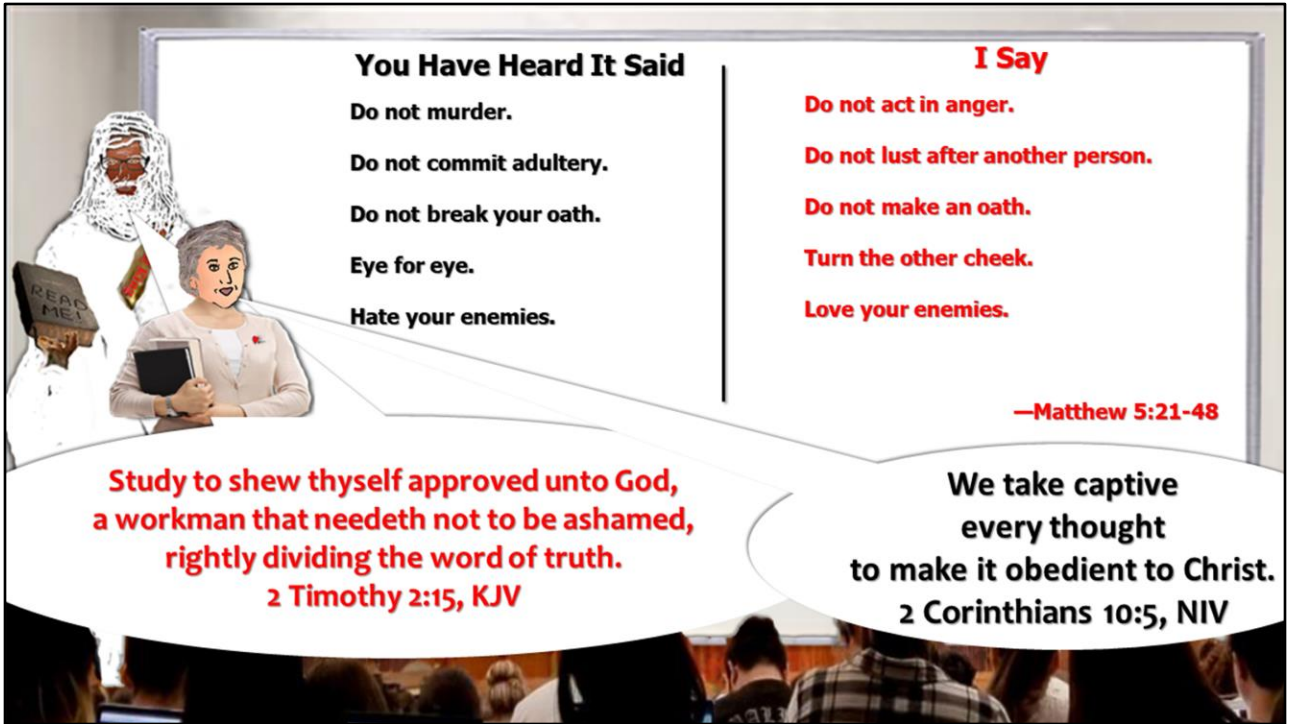 You Have Heard It Said
Do not murder.
Do not commit adultery.
Do not break your oath.
Eye for eye.
Hate your enemies.
I Say
Do not act in anger.
Do not lust after another person.
Do not make an oath.
Turn the other cheek.
Love your enemies.
—Matthew 5:21-48
READ
ME!
Study to shew thyself approved unto God,
a workman that needeth not to be ashamed,
rightly dividing the word of truth.
2 Timothy 2:15, KJV
We take captive
every thought
to make it obedient to Christ.
2 Corinthians 10:5, NIV